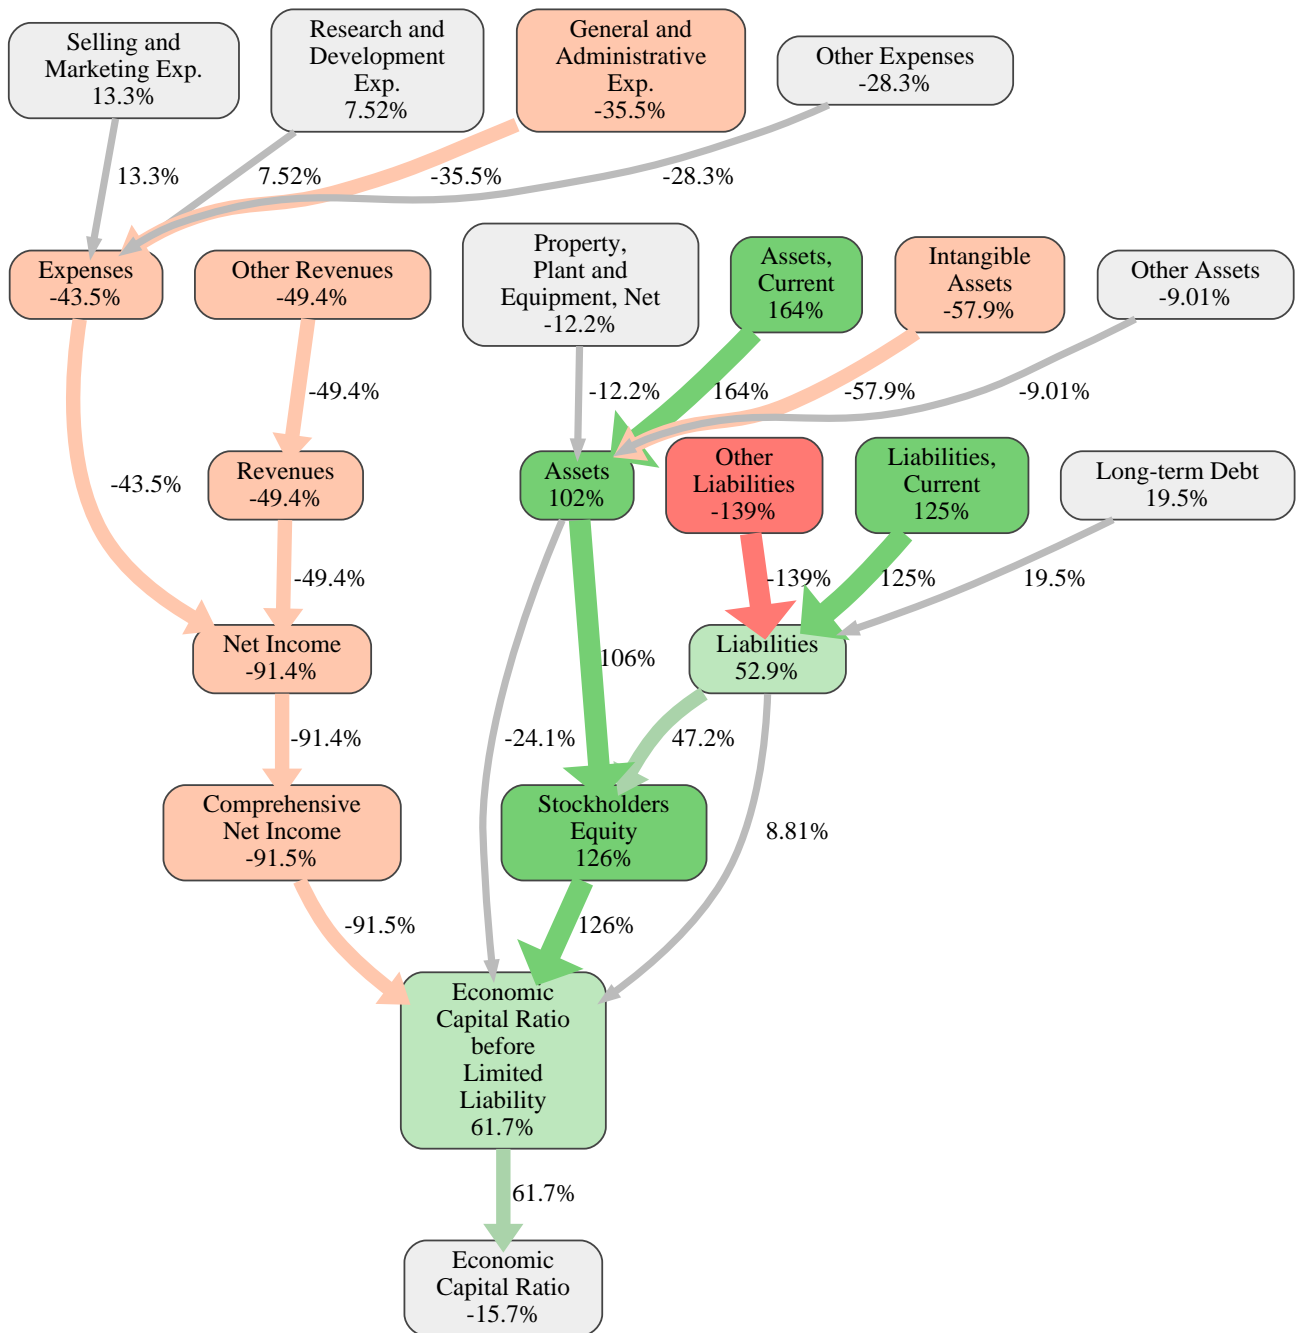 Selling and
Marketing Exp.
13.3%
Research and
Development
Exp.
7.52%
General and
Administrative
Exp.
-35.5%
Other Expenses
-28.3%
13.3%
7.52%
-35.5%
-28.3%
Expenses
-43.5%
Other Revenues
-49.4%
Property,
Plant and
Equipment, Net
-12.2%
Assets,
Current
164%
Intangible
Assets
-57.9%
Other Assets
-9.01%
-49.4%
-12.2%
164%
-57.9%
-9.01%
Revenues
-49.4%
Assets
102%
Other
Liabilities
-139%
Liabilities,
Current
125%
Long-term Debt
19.5%
-43.5%
-49.4%
-139%
125%
19.5%
Net Income
-91.4%
Liabilities
52.9%
106%
-91.4%
-24.1%
47.2%
Comprehensive
Net Income
-91.5%
Stockholders
Equity
126%
8.81%
-91.5%
126%
Economic
Capital Ratio
before
Limited
Liability
61.7%
61.7%
Economic
Capital Ratio
-15.7%